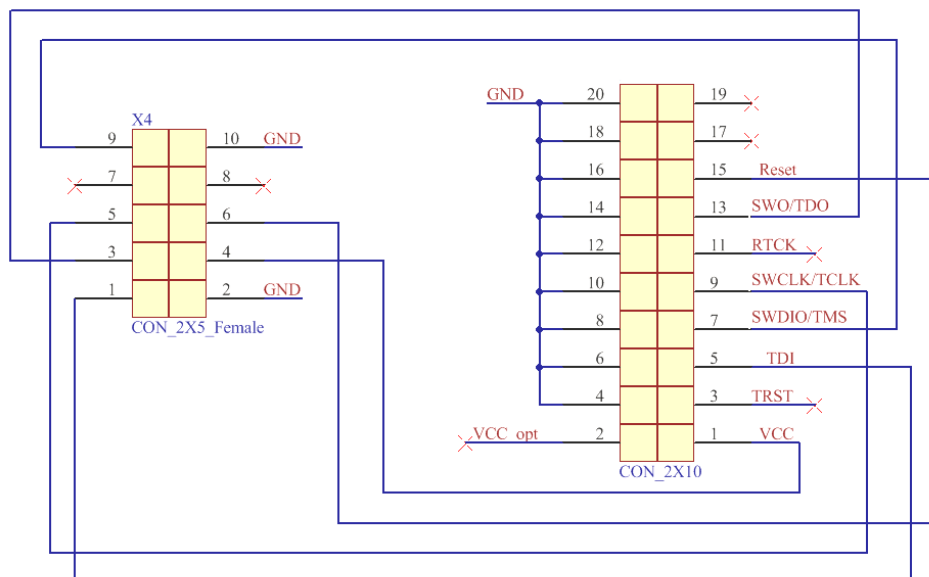 X4
9 10 GND
7 8
5 6
3 4
1 2 GND
CON_2X5_Female
GND 20 19
18 17
16 15 Reset
14 13 SWO/TDO
12 11 RTCK
10 9 SWCLK/TCLK
8 7 SWDIO/TMS
6 5 TDI
4 3 TRST
VCC_opt 2 1 VCC
CON_2X10